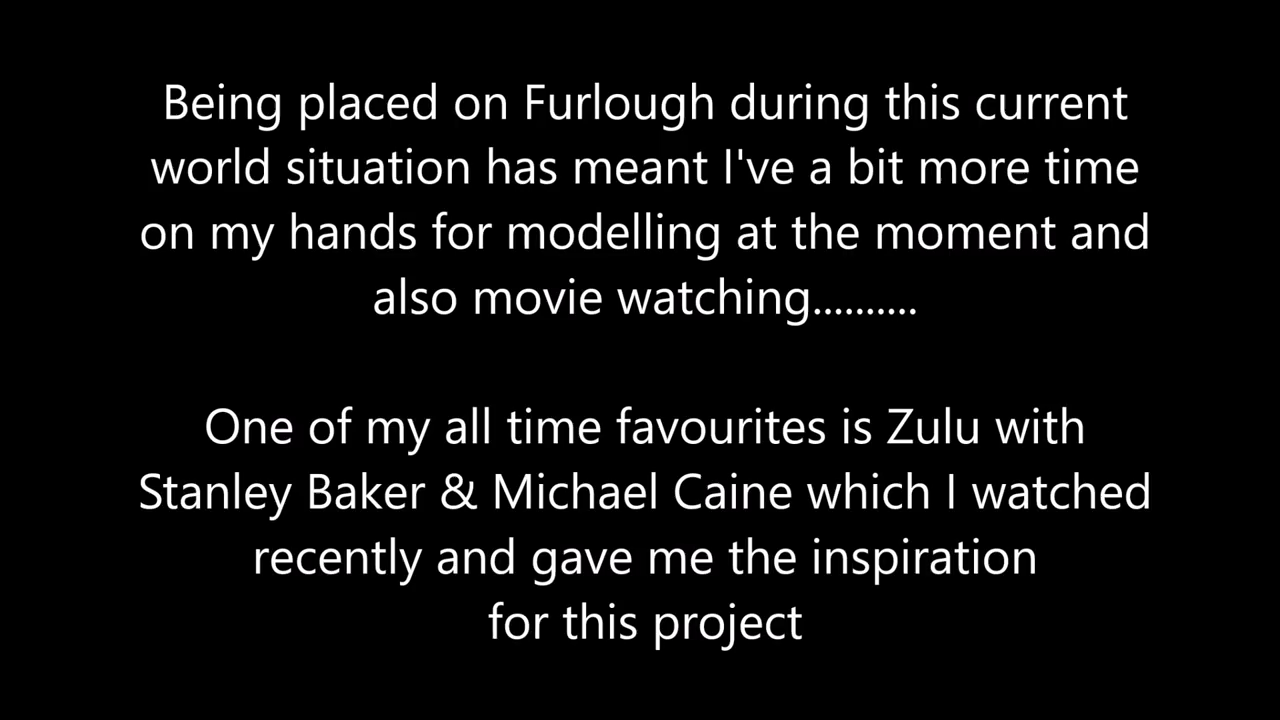 Being placed on Furlough during this current
world situation has meant I've a bit more time
on my hands for modelling at the moment and
also movie watching..........
One of my all time favourites is Zulu with
Stanley Baker & Michael Caine which I watched
recently and gave me the inspiration
for this project